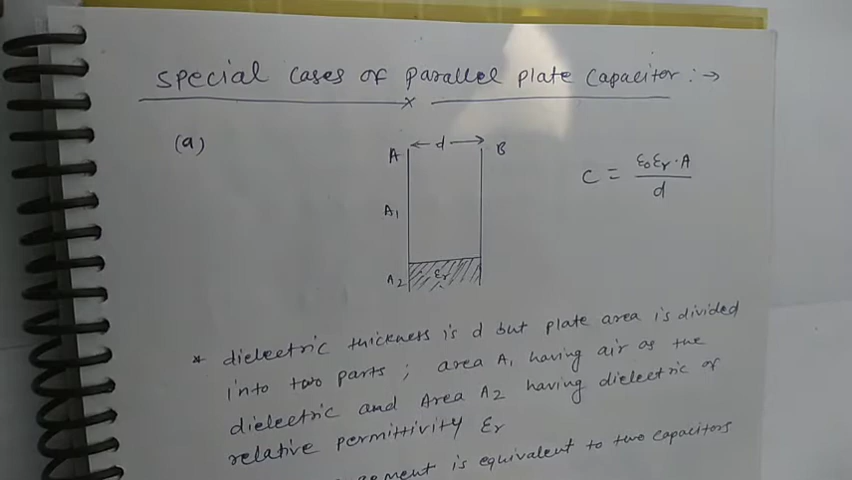 special cases of parallel plate capacitor :→
(a)
A ← d → B
C = ε₀εᵣ·A / d
A₁
A₂ εᵣ
* dielectric thickness is d but plate area is divided
into two parts ; area A₁ having air as the
dielectric and Area A₂ having dielectric of
relative permittivity εᵣ
is equivalent to two capacitors